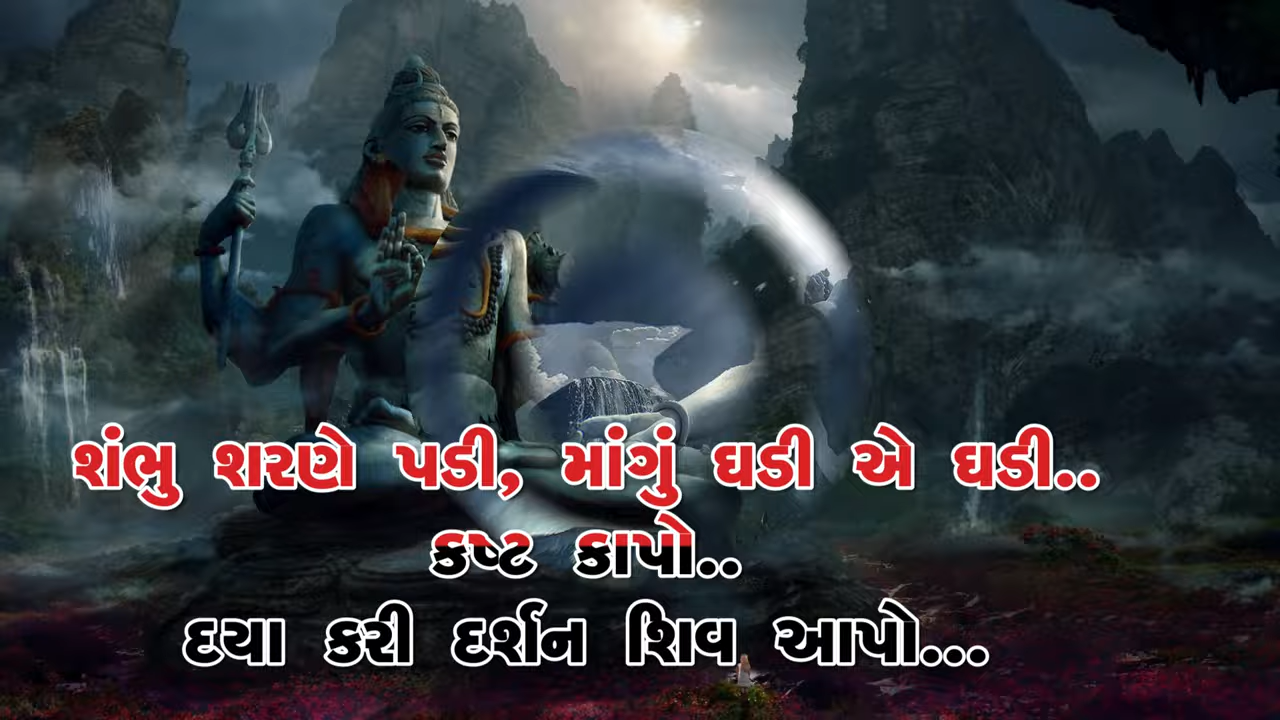 શંભુ શરણે પડી, માંગું ઘડી એ ઘડી..
કષ્ટ કાપો..
દયા કરી દર્શન શિવ આપો...